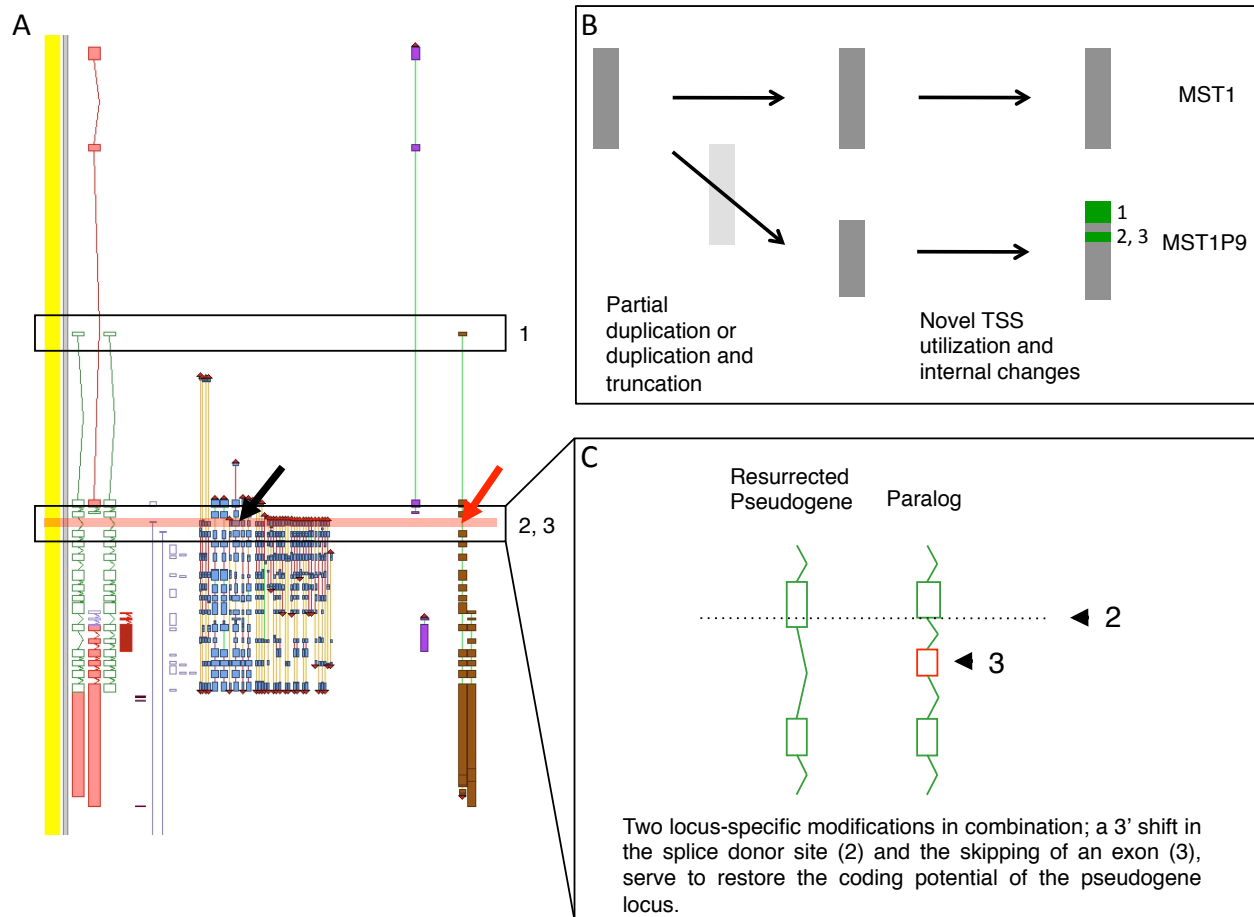 A
1
2, 3
B
MST1
1
2, 3
MST1P9
Partial
duplication or
duplication and
truncation
Novel TSS
utilization and
internal changes
C
Resurrected
Pseudogene
Paralog
2
3
Two locus-specific modifications in combination; a 3’ shift in
the splice donor site (2) and the skipping of an exon (3),
serve to restore the coding potential of the pseudogene
locus.